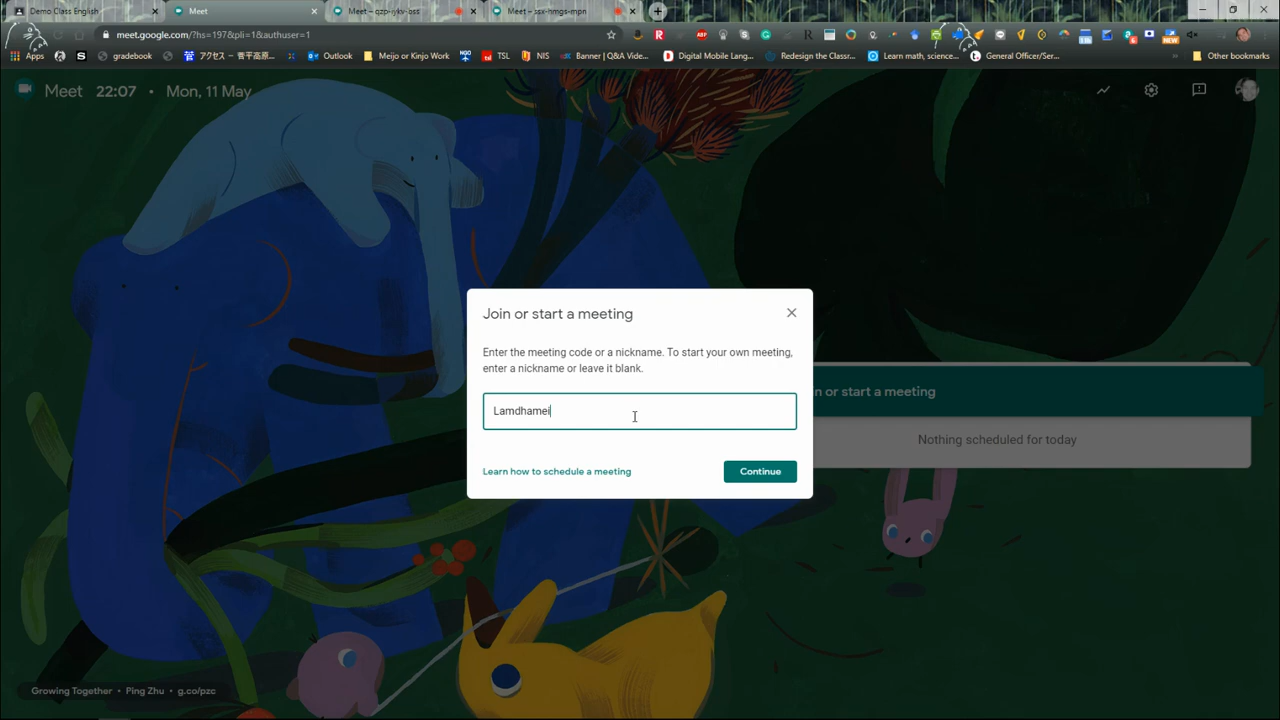 Demo Class English
Meet
Meet – qzp-iykv-bss
Meet – ssx-hmgs-mpn
meet.google.com/?hs=197&pli=1&authuser=1
Apps
gradebook
アクセス – 菅平高原...
Outlook
Meijo or Kinjo Work
TSL
NIS
Banner | Q&A Vide...
Digital Mobile Lang...
Redesign the Classr...
Learn math, science...
General Officer/Ser...
Other bookmarks
Meet 22:07 • Mon, 11 May
Join or start a meeting
Enter the meeting code or a nickname. To start your own meeting,
enter a nickname or leave it blank.
Lamdhamei
in or start a meeting
Nothing scheduled for today
Learn how to schedule a meeting
Continue
Growing Together • Ping Zhu • g.co/pzc